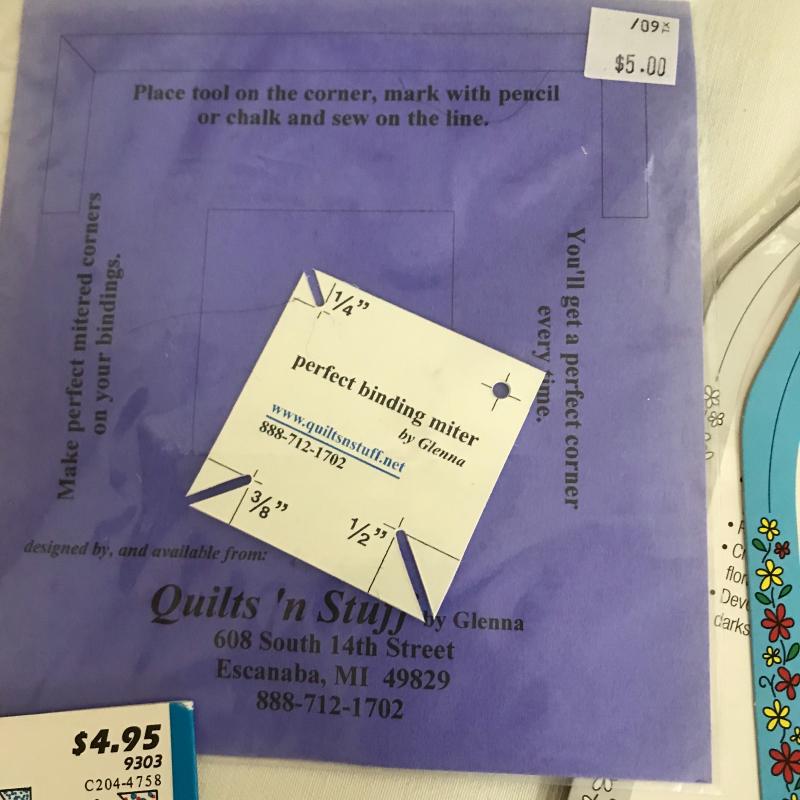 /09
TX
$5.00
Place tool on the corner, mark with pencil
or chalk and sew on the line.
Make perfect mitered corners
on your bindings.
You'll get a perfect corner
every time.
1/4"
perfect binding miter
by Glenna
www.quiltsnstuff.net
888-712-1702
3/8"
1/2"
designed by, and available from:
Quilts 'n Stuff by Glenna
608 South 14th Street
Escanaba, MI 49829
888-712-1702
$4.95
9303
C204-4758
darks